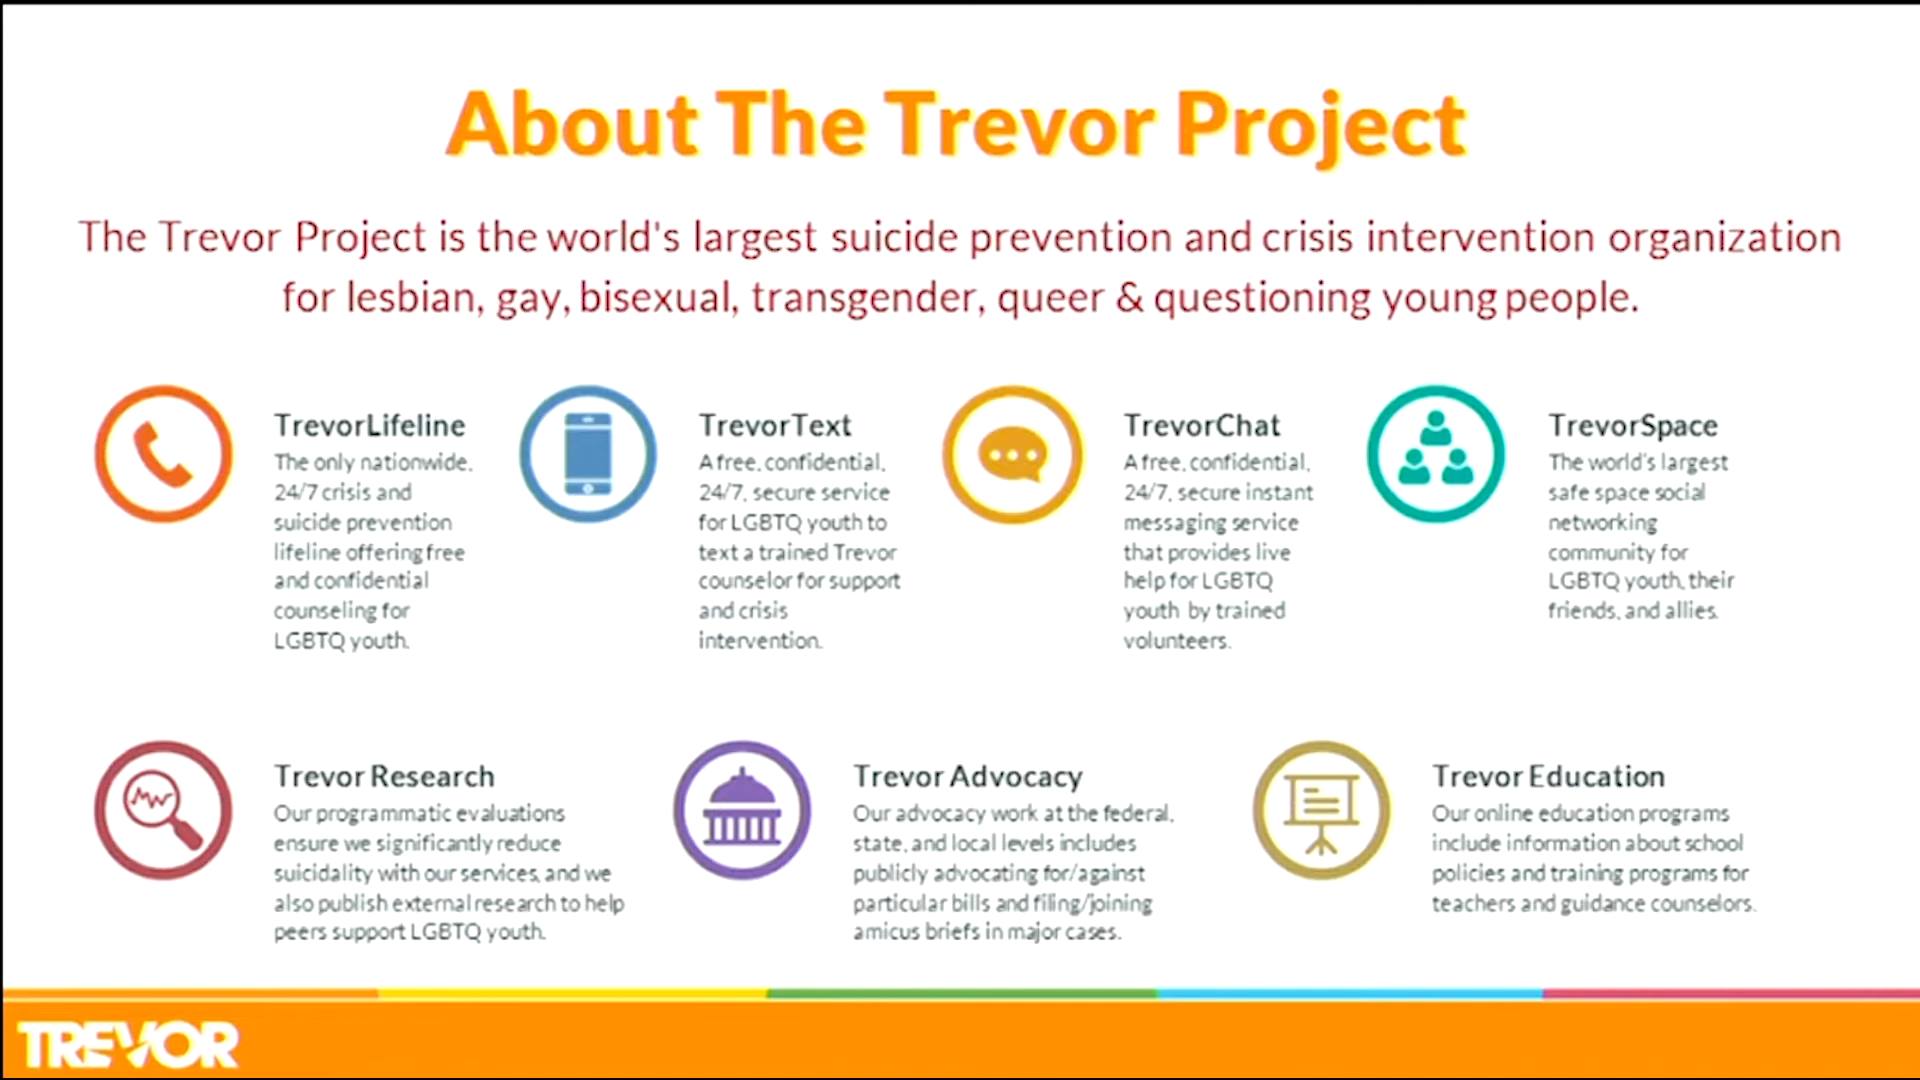 About The Trevor Project
The Trevor Project is the world's largest suicide prevention and crisis intervention organization
for lesbian, gay, bisexual, transgender, queer & questioning young people.
TrevorLifeline
The only nationwide,
24/7 crisis and
suicide prevention
lifeline offering free
and confidential
counseling for
LGBTQ youth.
TrevorText
A free, confidential,
24/7, secure service
for LGBTQ youth to
text a trained Trevor
counselor for support
and crisis
intervention.
TrevorChat
A free, confidential,
24/7, secure instant
messaging service
that provides live
help for LGBTQ
youth by trained
volunteers.
TrevorSpace
The world's largest
safe space social
networking
community for
LGBTQ youth, their
friends, and allies.
Trevor Research
Our programmatic evaluations
ensure we significantly reduce
suicidality with our services, and we
also publish external research to help
peers support LGBTQ youth.
Trevor Advocacy
Our advocacy work at the federal,
state, and local levels includes
publicly advocating for/against
particular bills and filing/joining
amicus briefs in major cases.
Trevor Education
Our online education programs
include information about school
policies and training programs for
teachers and guidance counselors.
TREVOR